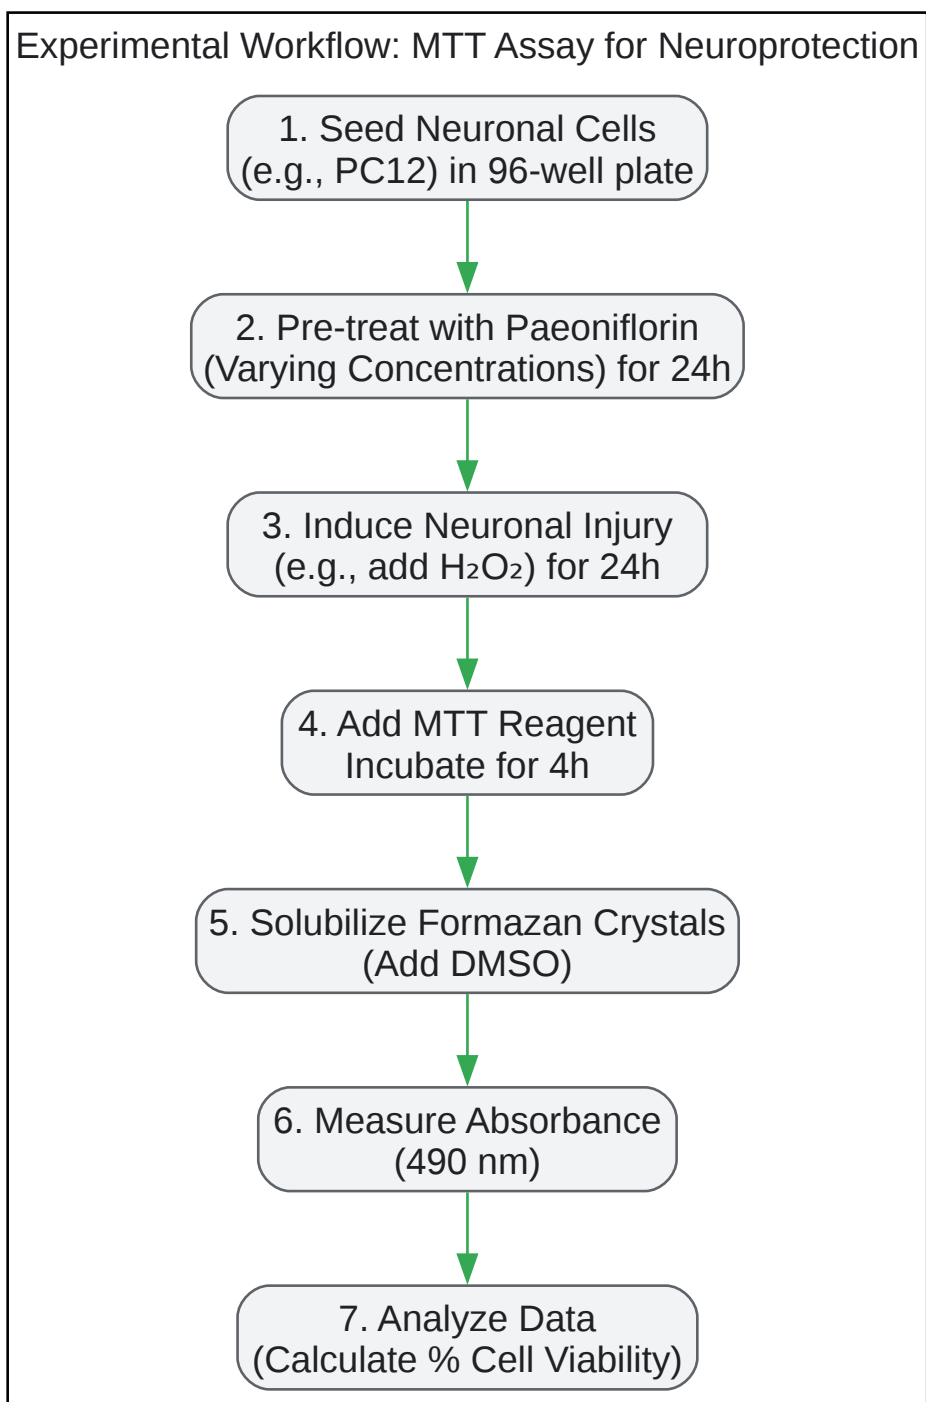 Experimental Workflow: MTT Assay for Neuroprotection
1. Seed Neuronal Cells
(e.g., PC12) in 96-well plate
2. Pre-treat with Paeoniflorin
(Varying Concentrations) for 24h
3. Induce Neuronal Injury
(e.g., add H₂O₂) for 24h
4. Add MTT Reagent
Incubate for 4h
5. Solubilize Formazan Crystals
(Add DMSO)
6. Measure Absorbance
(490 nm)
7. Analyze Data
(Calculate % Cell Viability)